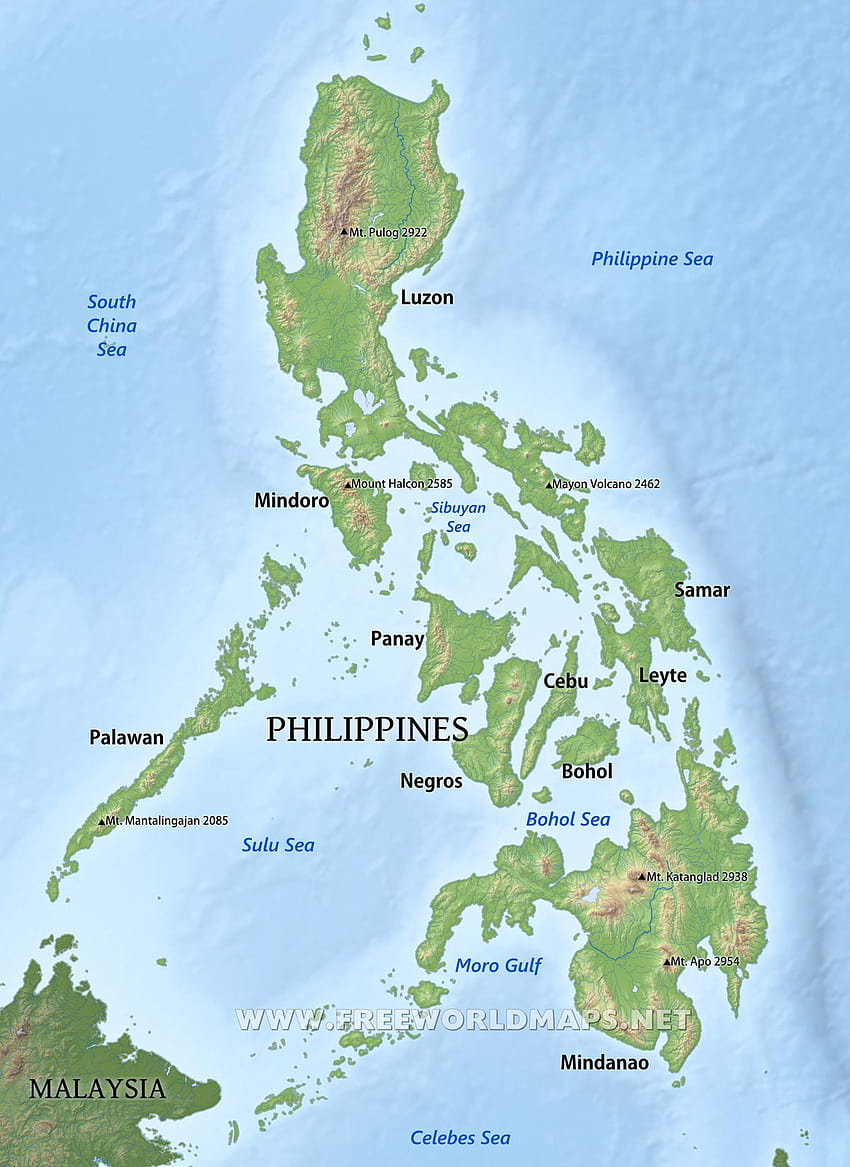 Mt. Pulog 2922
Philippine Sea
Luzon
South
China
Sea
Mount Halcon 2585
Mayon Volcano 2462
Mindoro
Sibuyan
Sea
Samar
Panay
Leyte
Cebu
PHILIPPINES
Palawan
Bohol
Negros
Mt. Mantalingajan 2085
Bohol Sea
Sulu Sea
Mt. Katanglad 2938
Moro Gulf
Mt. Apo 2954
WWW.FREEWORLDMAPS.NET
Mindanao
MALAYSIA
Celebes Sea